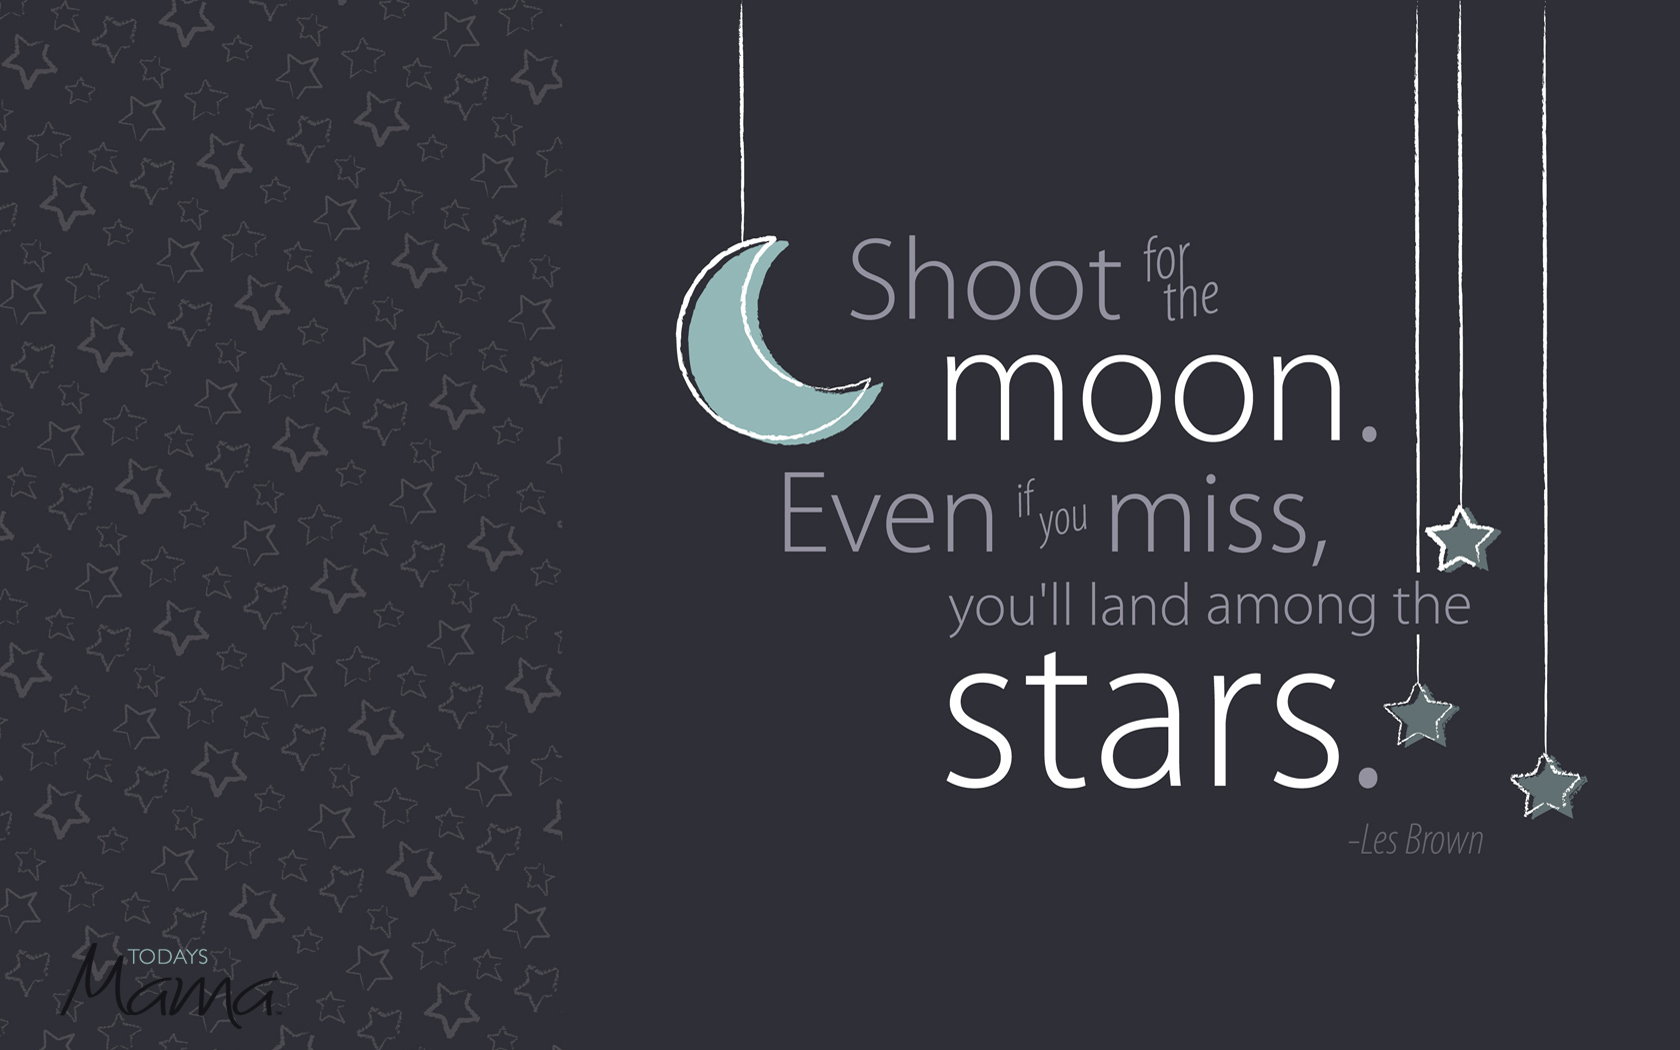 Shoot for the
moon.
Even if you miss,
you'll land among the
stars.
-Les Brown
TODAYS
Mama